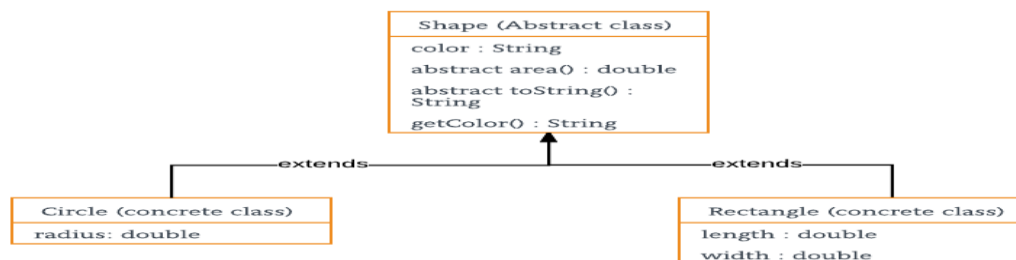 Shape (Abstract class)
color : String
abstract area() : double
abstract toString() :
String
getColor() : String
extends
extends
Circle (concrete class)
radius: double
Rectangle (concrete class)
length : double
width : double